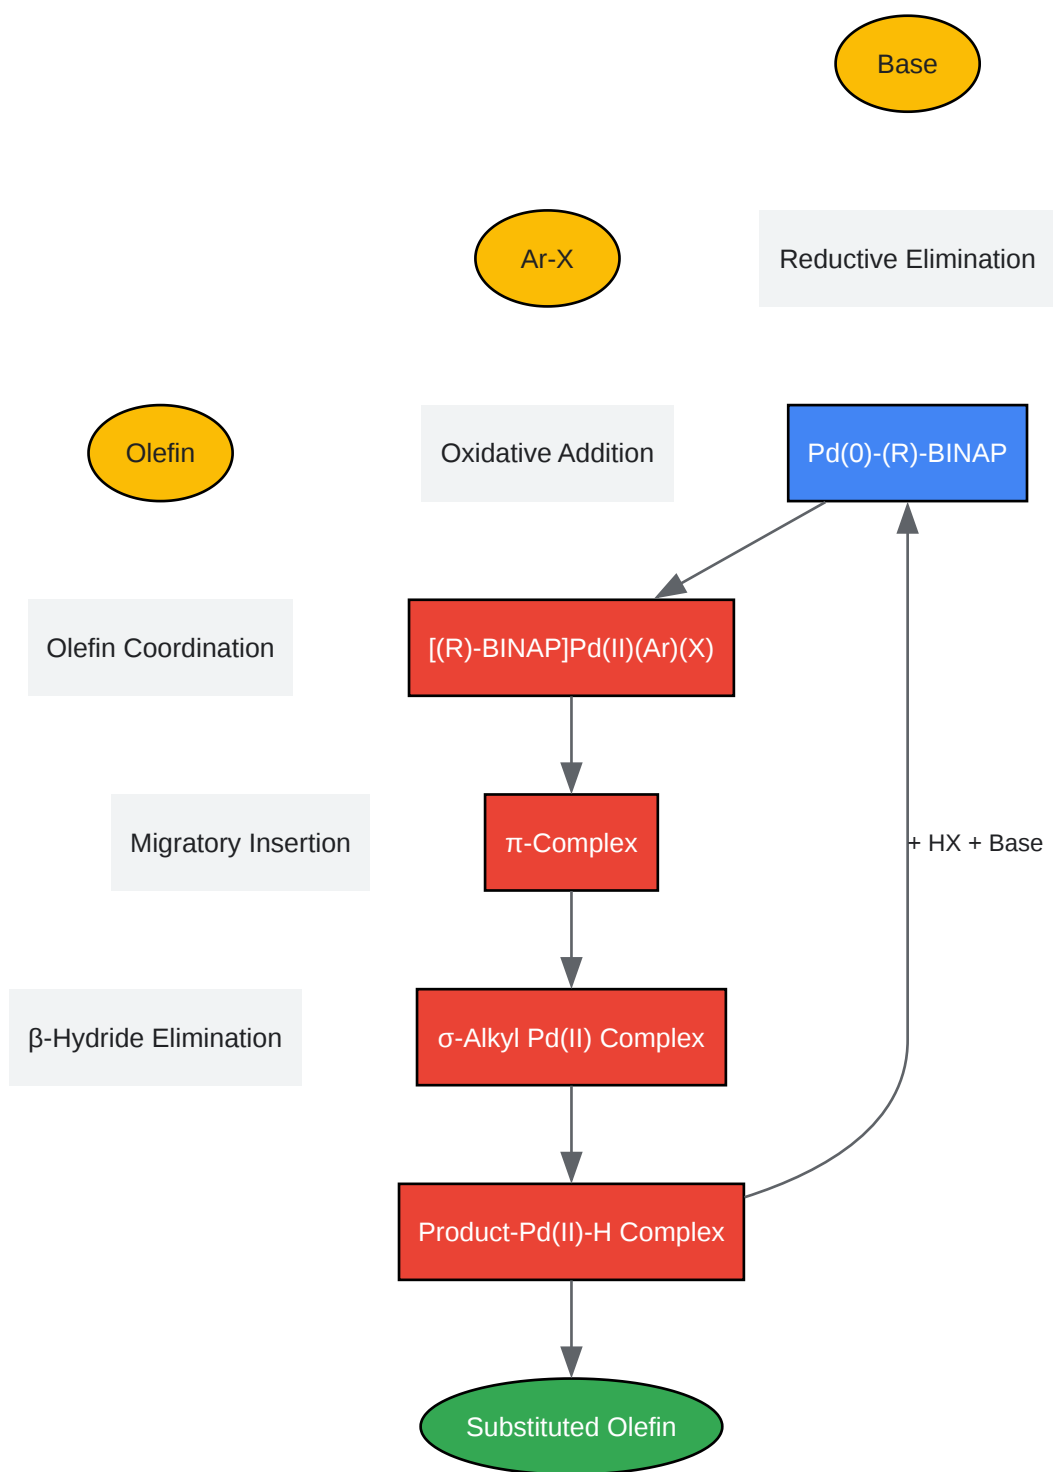 Base
Ar-X
Reductive Elimination
Olefin
Oxidative Addition
Pd(0)-(R)-BINAP
Olefin Coordination
[(R)-BINAP]Pd(II)(Ar)(X)
Migratory Insertion
π-Complex
+ HX + Base
β-Hydride Elimination
σ-Alkyl Pd(II) Complex
Product-Pd(II)-H Complex
Substituted Olefin